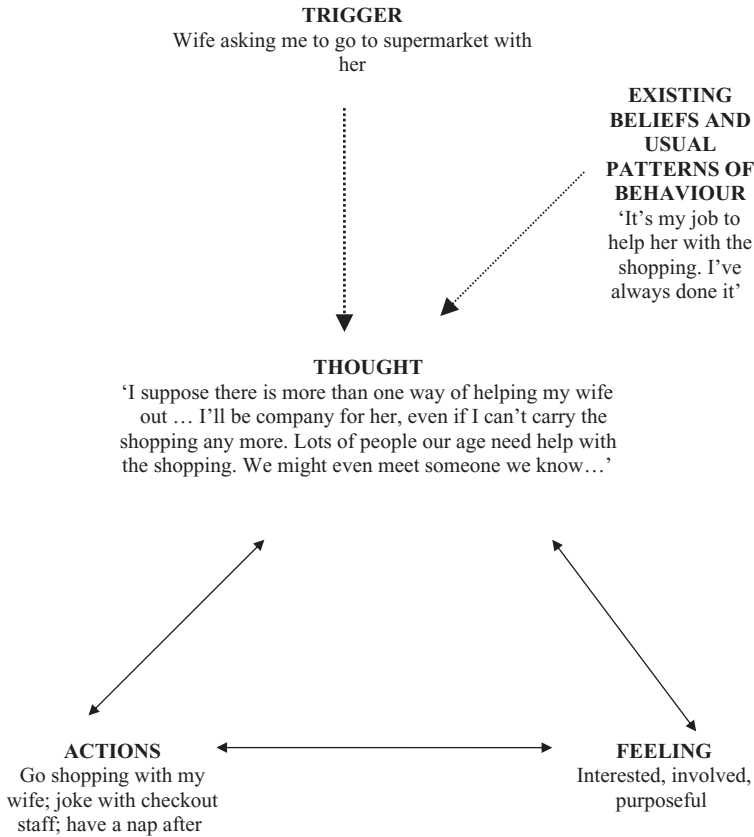 TRIGGER
Wife asking me to go to supermarket with
her
EXISTING
BELIEFS AND
USUAL
PATTERNS OF
BEHAVIOUR
‘It's my job to
help her with the
shopping. I’ve
always done it’
THOUGHT
‘I suppose there is more than one way of helping my wife
out … I’ll be company for her, even if I can’t carry the
shopping any more. Lots of people our age need help with
the shopping. We might even meet someone we know…’
ACTIONS
Go shopping with my
wife; joke with checkout
staff; have a nap after
FEELING
Interested, involved,
purposeful